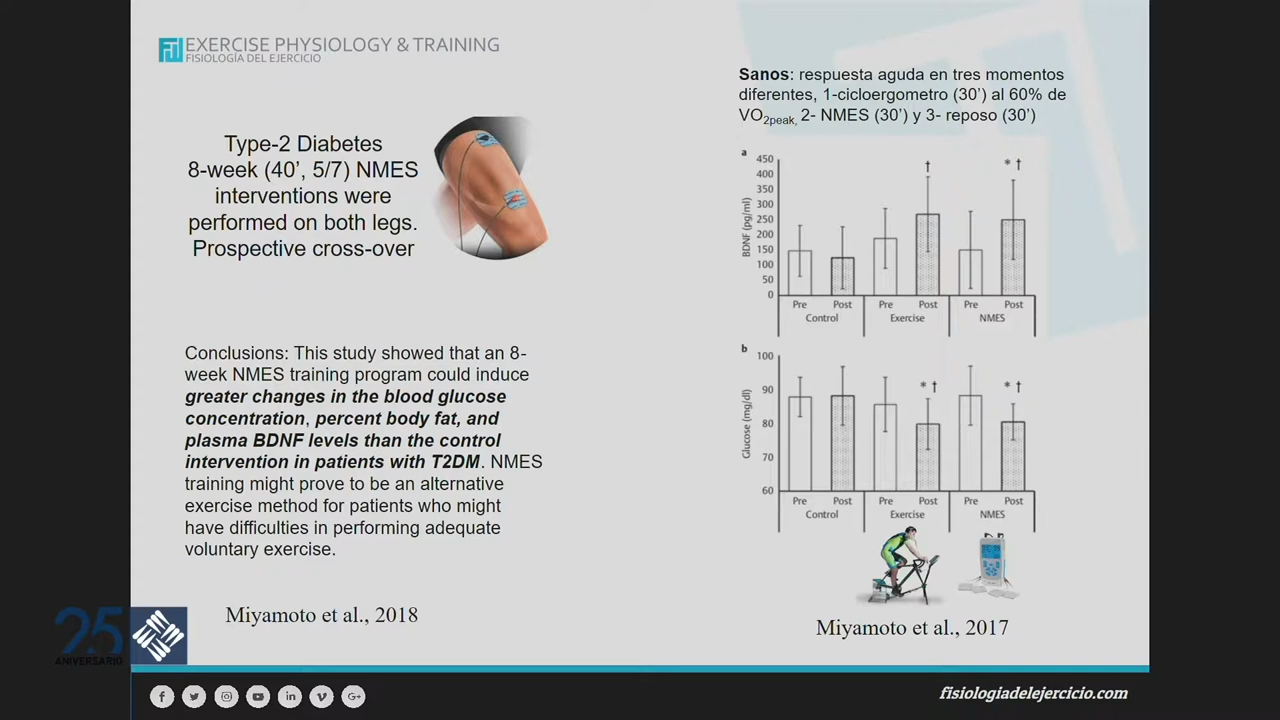 EXERCISE PHYSIOLOGY & TRAINING
FISIOLOGÍA DEL EJERCICIO
Type-2 Diabetes
8-week (40’, 5/7) NMES
interventions were
performed on both legs.
Prospective cross-over
Conclusions: This study showed that an 8-
week NMES training program could induce
greater changes in the blood glucose
concentration, percent body fat, and
plasma BDNF levels than the control
intervention in patients with T2DM. NMES
training might prove to be an alternative
exercise method for patients who might
have difficulties in performing adequate
voluntary exercise.
Miyamoto et al., 2018
Sanos: respuesta aguda en tres momentos
diferentes, 1-cicloergometro (30’) al 60% de
VO2peak, 2- NMES (30’) y 3- reposo (30’)
a
BDNF (pg/ml)
450
400
350
300
250
200
150
100
50
0
†
* †
Pre Post Pre Post Pre Post
Control Exercise NMES
b
Glucose (mg/dl)
100
90
80
70
60
* †
* †
Pre Post Pre Post Pre Post
Control Exercise NMES
Miyamoto et al., 2017
25
ANIVERSARIO
fisiologiadelejercicio.com